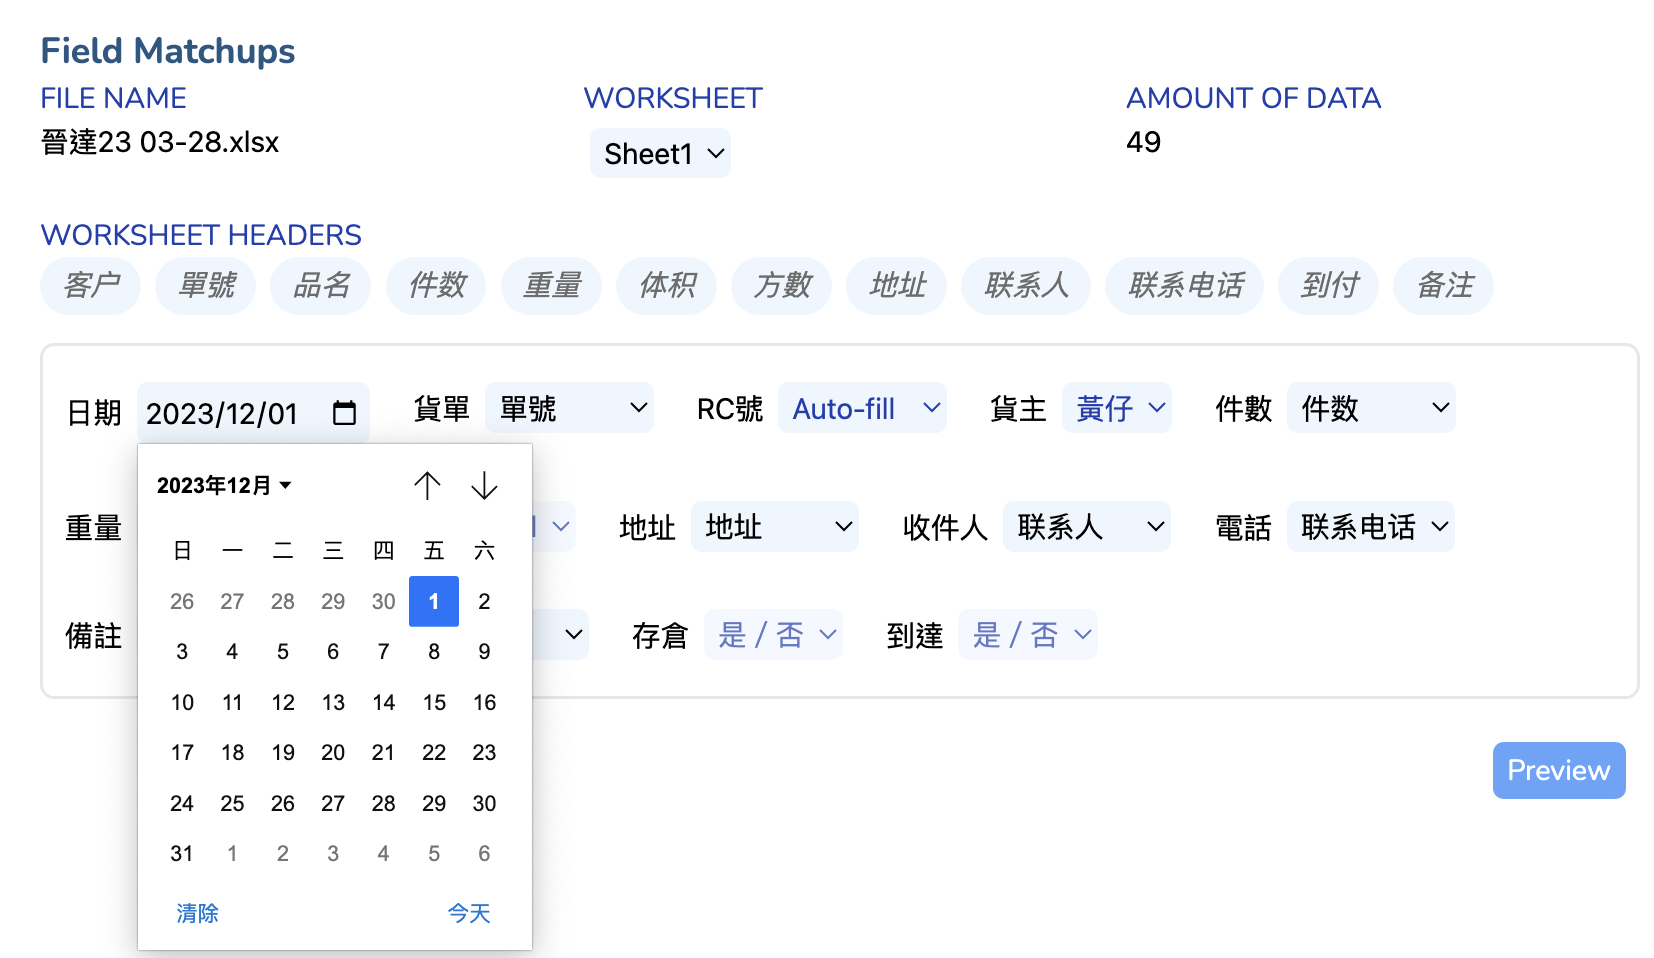 Field Matchups
FILE NAME WORKSHEET AMOUNT OF DATA
晉達23 03-28.xlsx Sheet1 49
WORKSHEET HEADERS
客户 單號 品名 件数 重量 体积 方數 地址 联系人 联系电话 到付 备注
日期 2023/12/01 貨單 單號 RC號 Auto-fill 貨主 黃仔 件數 件数
重量 地址 地址 收件人 联系人 電話 联系电话
備註 存倉 是 / 否 到達 是 / 否
2023年12月
日 一 二 三 四 五 六
26 27 28 29 30 1 2
3 4 5 6 7 8 9
10 11 12 13 14 15 16
17 18 19 20 21 22 23
24 25 26 27 28 29 30
31 1 2 3 4 5 6
清除 今天
Preview